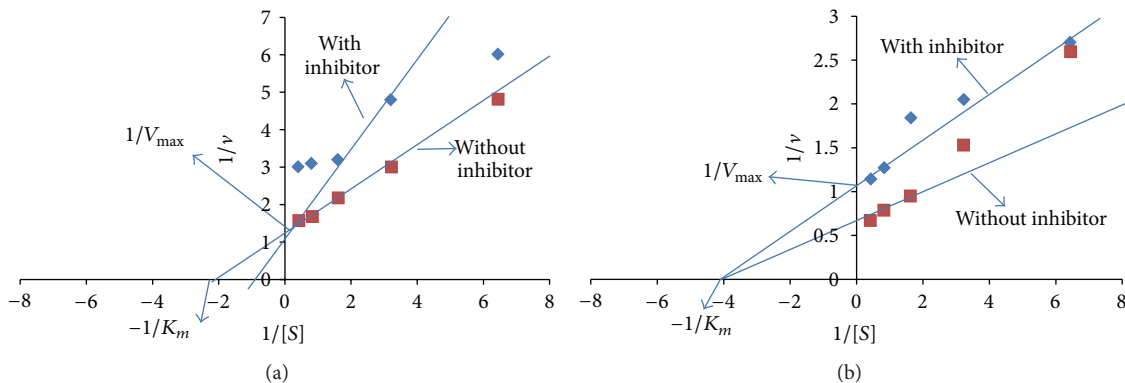 7
6
5
4
3
2
1
0
−8
−6
−4
−2
0
2
4
6
8
1/v
1/[S]
With
inhibitor
Without
inhibitor
1/Vmax
−1/Km
(a)
3
2.5
2
1.5
1
0.5
0
−8
−6
−4
−2
0
2
4
6
8
1/v
1/[S]
With inhibitor
Without inhibitor
1/Vmax
−1/Km
(b)